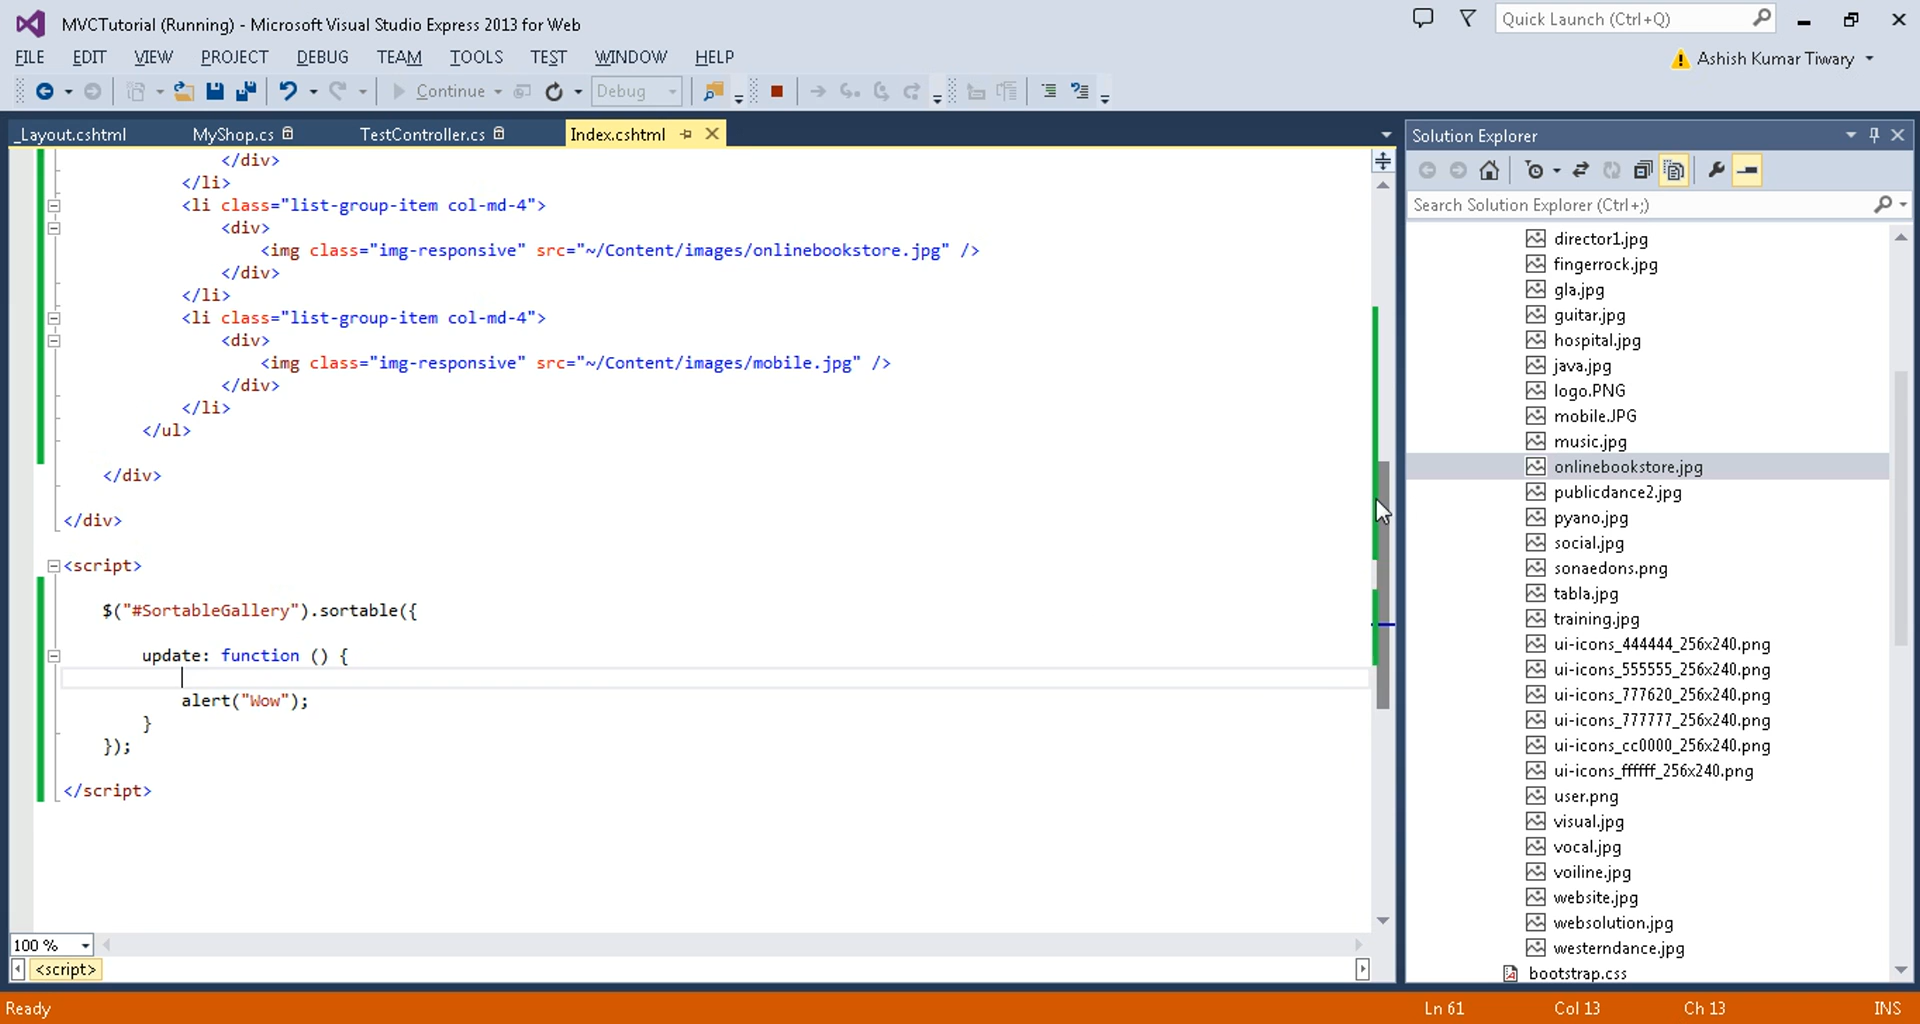 MVCTutorial (Running) - Microsoft Visual Studio Express 2013 for Web
Quick Launch (Ctrl+Q)
FILE EDIT VIEW PROJECT DEBUG TEAM TOOLS TEST WINDOW HELP
Ashish Kumar Tiwary
Continue Debug
_Layout.cshtml MyShop.cs TestController.cs Index.cshtml
</div>
</li>
<li class="list-group-item col-md-4">
<div>
<img class="img-responsive" src="~/Content/images/onlinebookstore.jpg" />
</div>
</li>
<li class="list-group-item col-md-4">
<div>
<img class="img-responsive" src="~/Content/images/mobile.jpg" />
</div>
</li>
</ul>
</div>
</div>
<script>
$("#SortableGallery").sortable({
update: function () {
alert("Wow");
}
});
</script>
100 %
<script>
Solution Explorer
Search Solution Explorer (Ctrl+;)
director1.jpg
fingerrock.jpg
gla.jpg
guitar.jpg
hospital.jpg
java.jpg
logo.PNG
mobile.JPG
music.jpg
onlinebookstore.jpg
publicdance2.jpg
pyano.jpg
social.jpg
sonaedons.png
tabla.jpg
training.jpg
ui-icons_444444_256x240.png
ui-icons_555555_256x240.png
ui-icons_777620_256x240.png
ui-icons_777777_256x240.png
ui-icons_cc0000_256x240.png
ui-icons_ffffff_256x240.png
user.png
visual.jpg
vocal.jpg
voiline.jpg
website.jpg
websolution.jpg
westerndance.jpg
bootstrap.css
Ready Ln 61 Col 13 Ch 13 INS